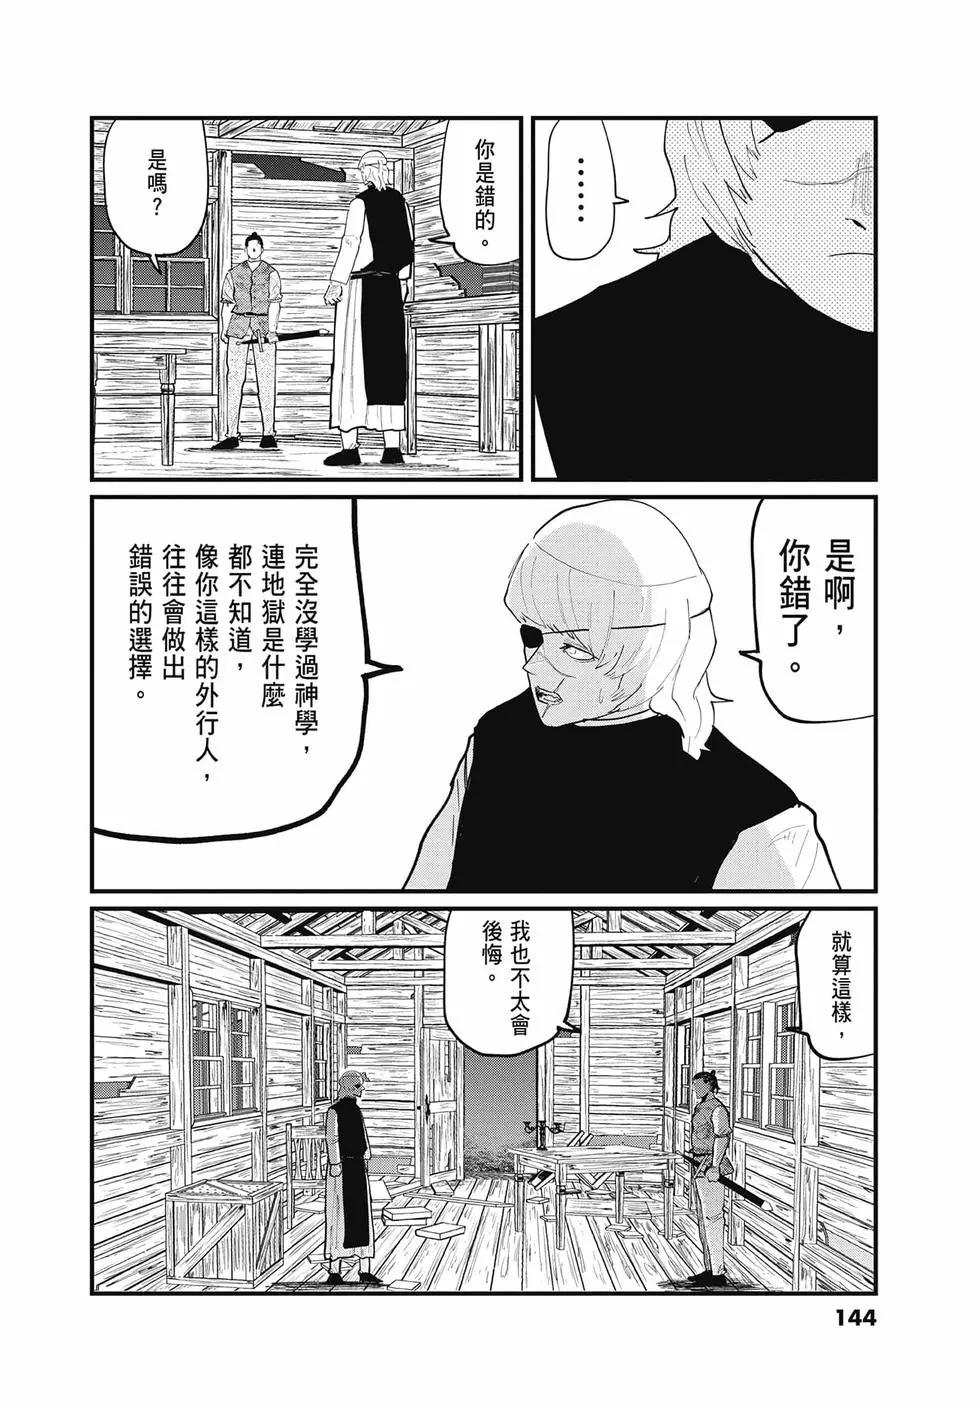 ……
你是錯的。
是嗎？
是啊，
你錯了。
完全沒學過神學，
連地獄是什麼
都不知道，
像你這樣的外行人，
往往會做出
錯誤的選擇。
就算這樣，
我也不太會
後悔。
144